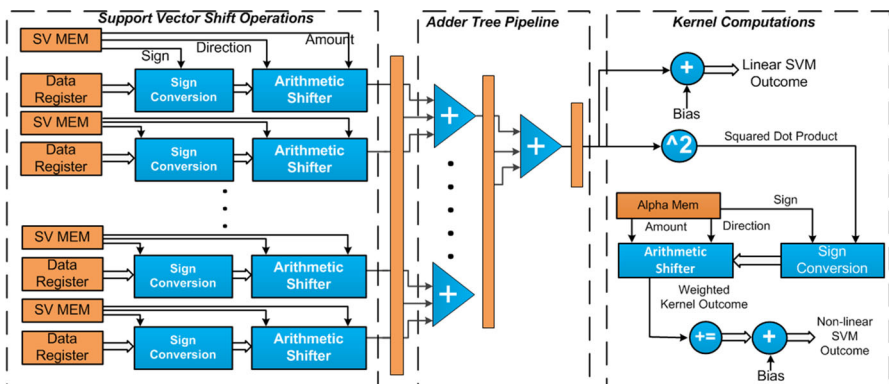 Support Vector Shift Operations
Adder Tree Pipeline
Kernel Computations
SV MEM
Direction
Amount
Sign
Data
Register
Sign
Conversion
Arithmetic
Shifter
SV MEM
Data
Register
Sign
Conversion
Arithmetic
Shifter
SV MEM
Data
Register
Sign
Conversion
Arithmetic
Shifter
SV MEM
Data
Register
Sign
Conversion
Arithmetic
Shifter
+
+
+
+
Linear SVM
Outcome
Bias
^2
Squared Dot Product
Alpha Mem
Sign
Amount
Direction
Arithmetic
Shifter
Sign
Conversion
Weighted
Kernel Outcome
+=
+
Non-linear
SVM
Outcome
Bias